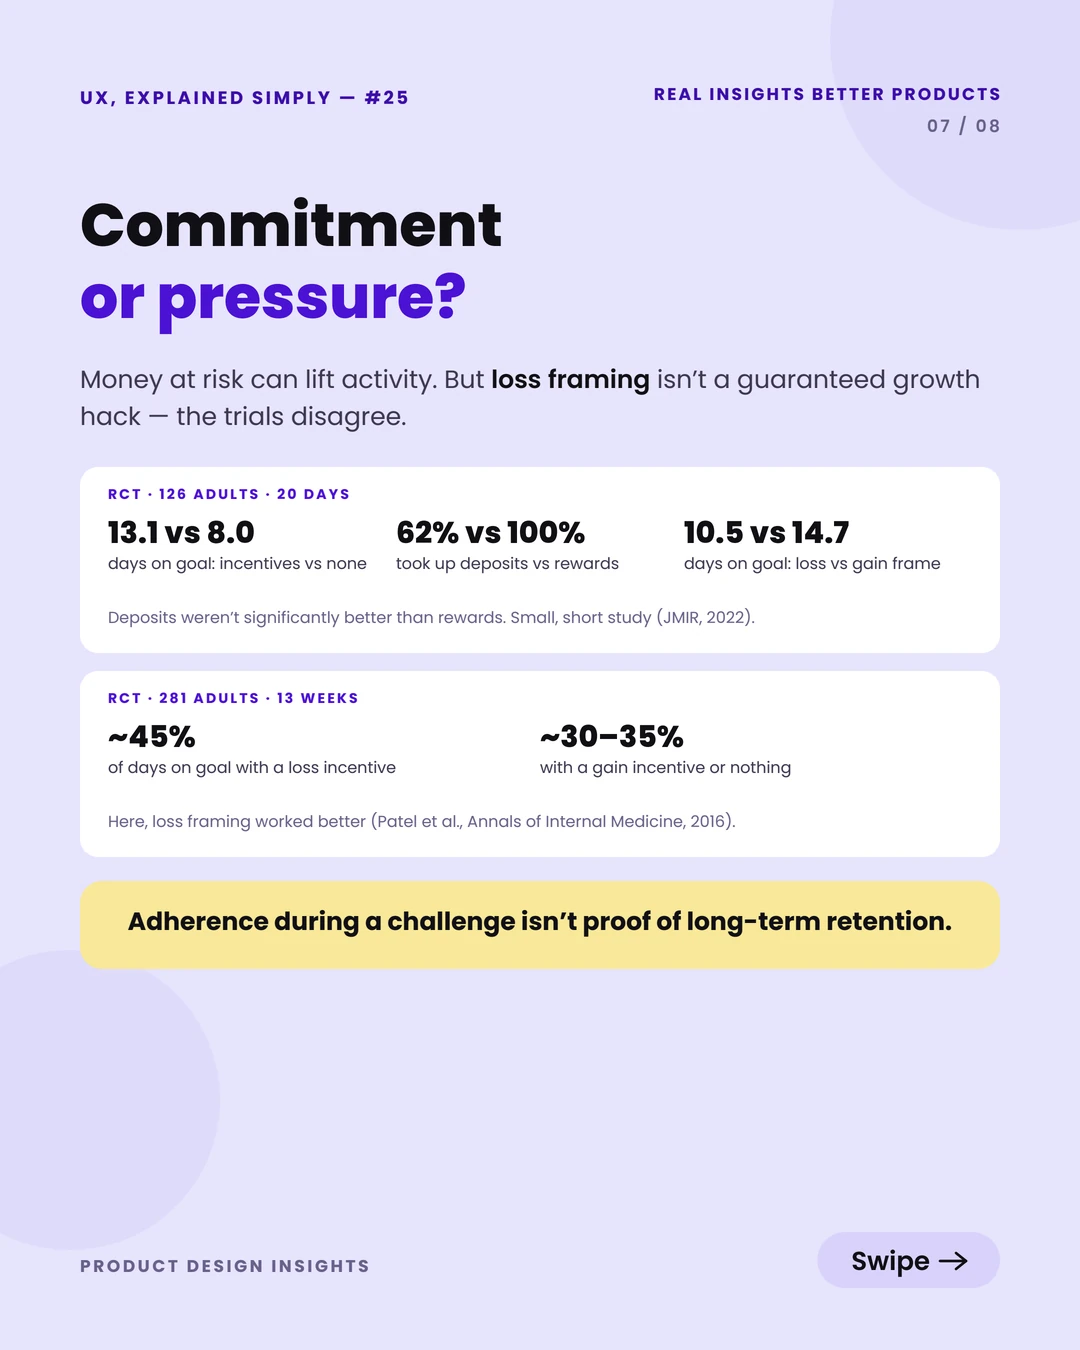 UX, EXPLAINED SIMPLY — #25
REAL INSIGHTS BETTER PRODUCTS
07 / 08
Commitment
or pressure?
Money at risk can lift activity. But loss framing isn’t a guaranteed growth
hack — the trials disagree.
RCT · 126 ADULTS · 20 DAYS
13.1 vs 8.0
days on goal: incentives vs none
62% vs 100%
took up deposits vs rewards
10.5 vs 14.7
days on goal: loss vs gain frame
Deposits weren’t significantly better than rewards. Small, short study (JMIR, 2022).
RCT · 281 ADULTS · 13 WEEKS
~45%
of days on goal with a loss incentive
~30–35%
with a gain incentive or nothing
Here, loss framing worked better (Patel et al., Annals of Internal Medicine, 2016).
Adherence during a challenge isn’t proof of long-term retention.
PRODUCT DESIGN INSIGHTS
Swipe →